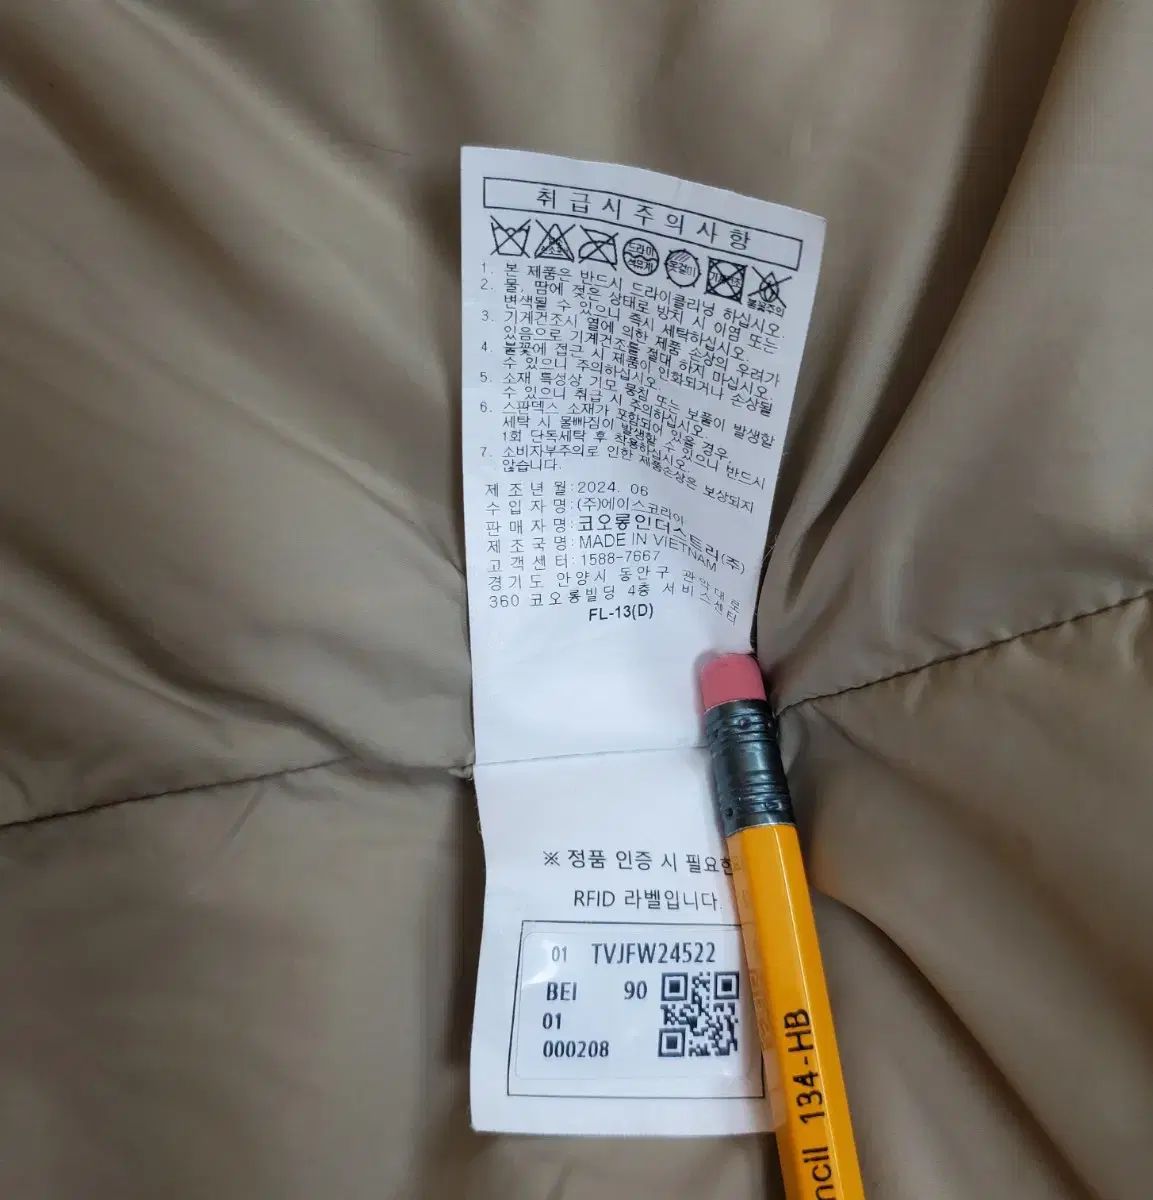 취급시주의사항
드라이
석유계
옷걸이
불꽃주의
1. 본 제품은 반드시 드라이클리닝 하십시오.
2. 물, 땀에 젖은 상태로 방치 시 이염 또는
변색될 수 있으니 즉시 세탁하십시오.
3. 기계건조시 열에 의한 제품 손상의 우려가
있음으로 기계건조를 절대 하지 마십시오.
4. 불꽃에 접근 시 제품이 인화되거나 손상될
수 있으니 주의하십시오.
5. 소재 특성상 기모 뭉침 또는 보풀이 발생할
수 있으니 취급 시 주의하십시오.
6. 스판덱스 소재가 포함되어 있을 경우,
세탁 시 물빠짐이 발생할 수 있으니 반드시
1회 단독세탁 후 착용하십시오.
7. 소비자부주의로 인한 제품손상은 보상되지
않습니다.
제조년월:2024. 06
수입자명:(주)에이스코리아
판매자명:코오롱인더스트리(주)
제조국명:MADE IN VIETNAM
고객센터:1588-7667
경기도 안양시 동안구 관악대로
360 코오롱빌딩 4층 서비스센터
FL-13(D)
※ 정품 인증 시 필요한
RFID 라벨입니다.
01 TVJFW24522
BEI 90
01
000208
ncil 134-HB